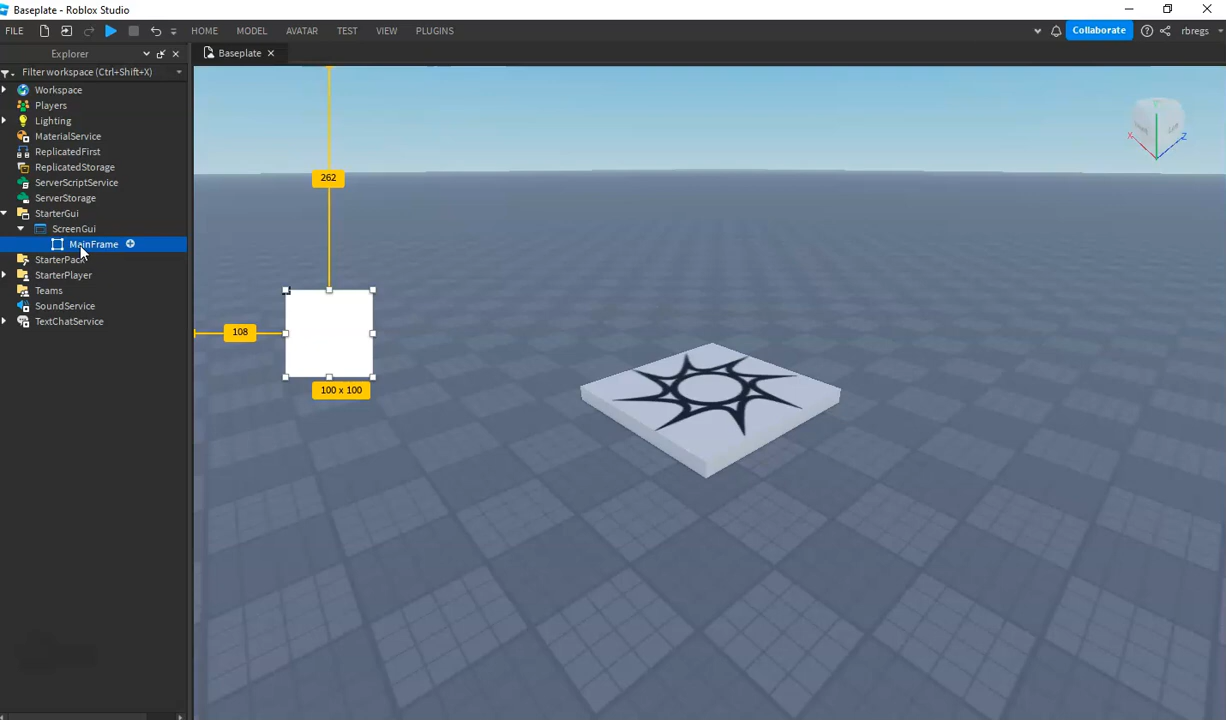 Baseplate - Roblox Studio
FILE HOME MODEL AVATAR TEST VIEW PLUGINS Collaborate rbregs
Explorer
Baseplate
Filter workspace (Ctrl+Shift+X)
Workspace
Players
Lighting
MaterialService
ReplicatedFirst
ReplicatedStorage
ServerScriptService
ServerStorage
StarterGui
ScreenGui
MainFrame
StarterPack
StarterPlayer
Teams
SoundService
TextChatService
262
108
100 x 100